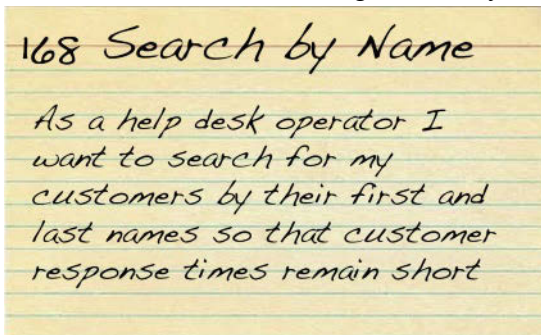 168 Search by Name
As a help desk operator I
want to search for my
customers by their first and
last names so that customer
response times remain short